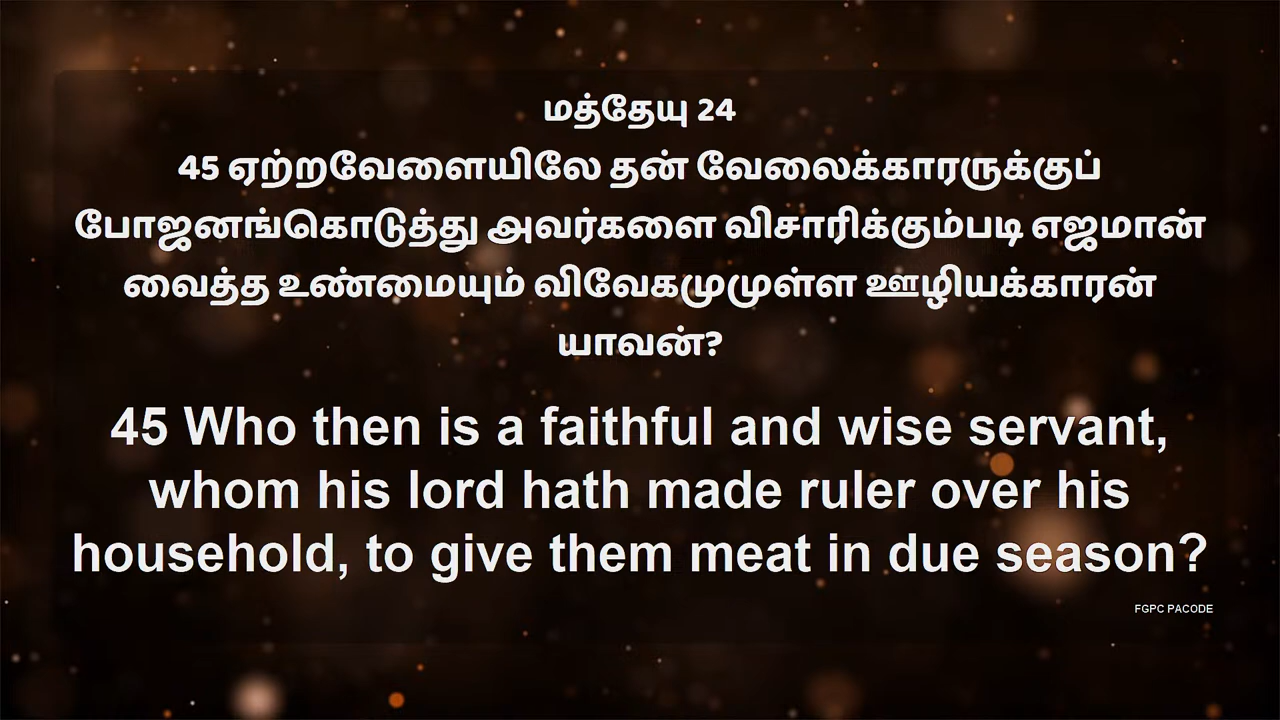 மத்தேயு 24
45 ஏற்றவேளையிலே தன் வேலைக்காரருக்குப்
போஜனங்கொடுத்து அவர்களை விசாரிக்கும்படி எஜமான்
வைத்த உண்மையும் விவேகமுமுள்ள ஊழியக்காரன்
யாவன்?
45 Who then is a faithful and wise servant,
whom his lord hath made ruler over his
household, to give them meat in due season?
FGPC PACODE